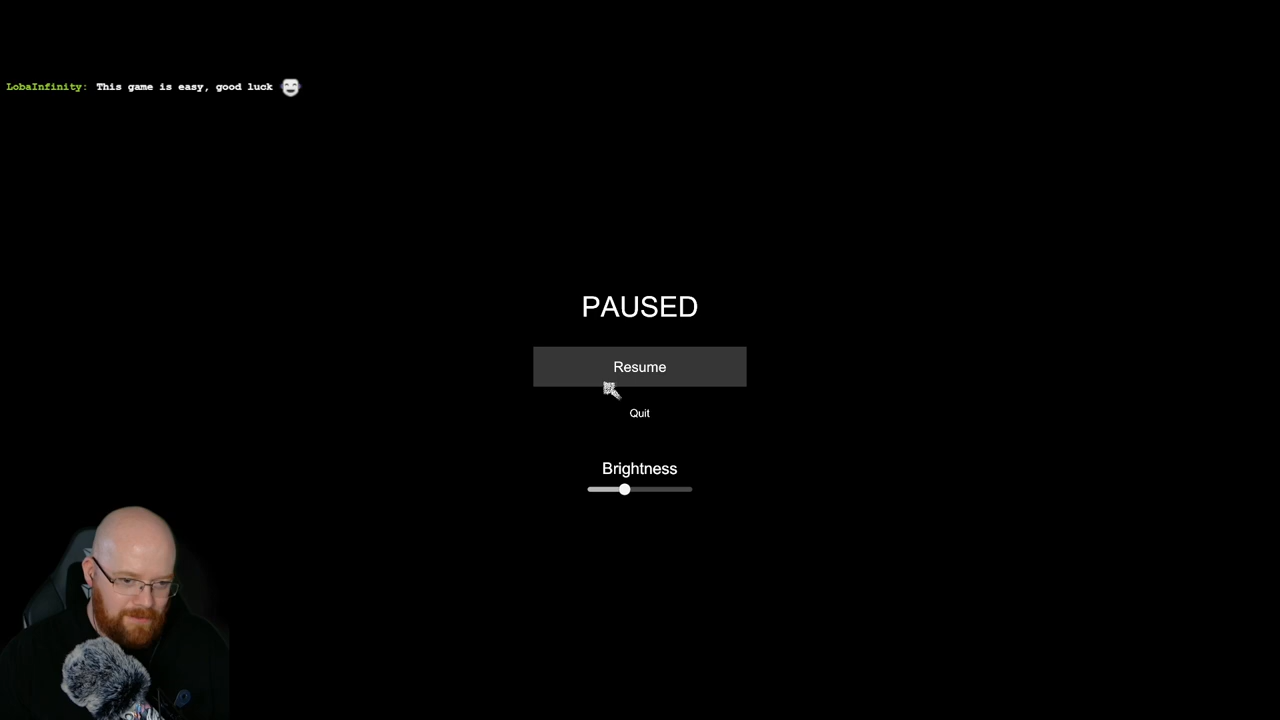 LobaInfinity: This game is easy, good luck
PAUSED
Resume
Quit
Brightness